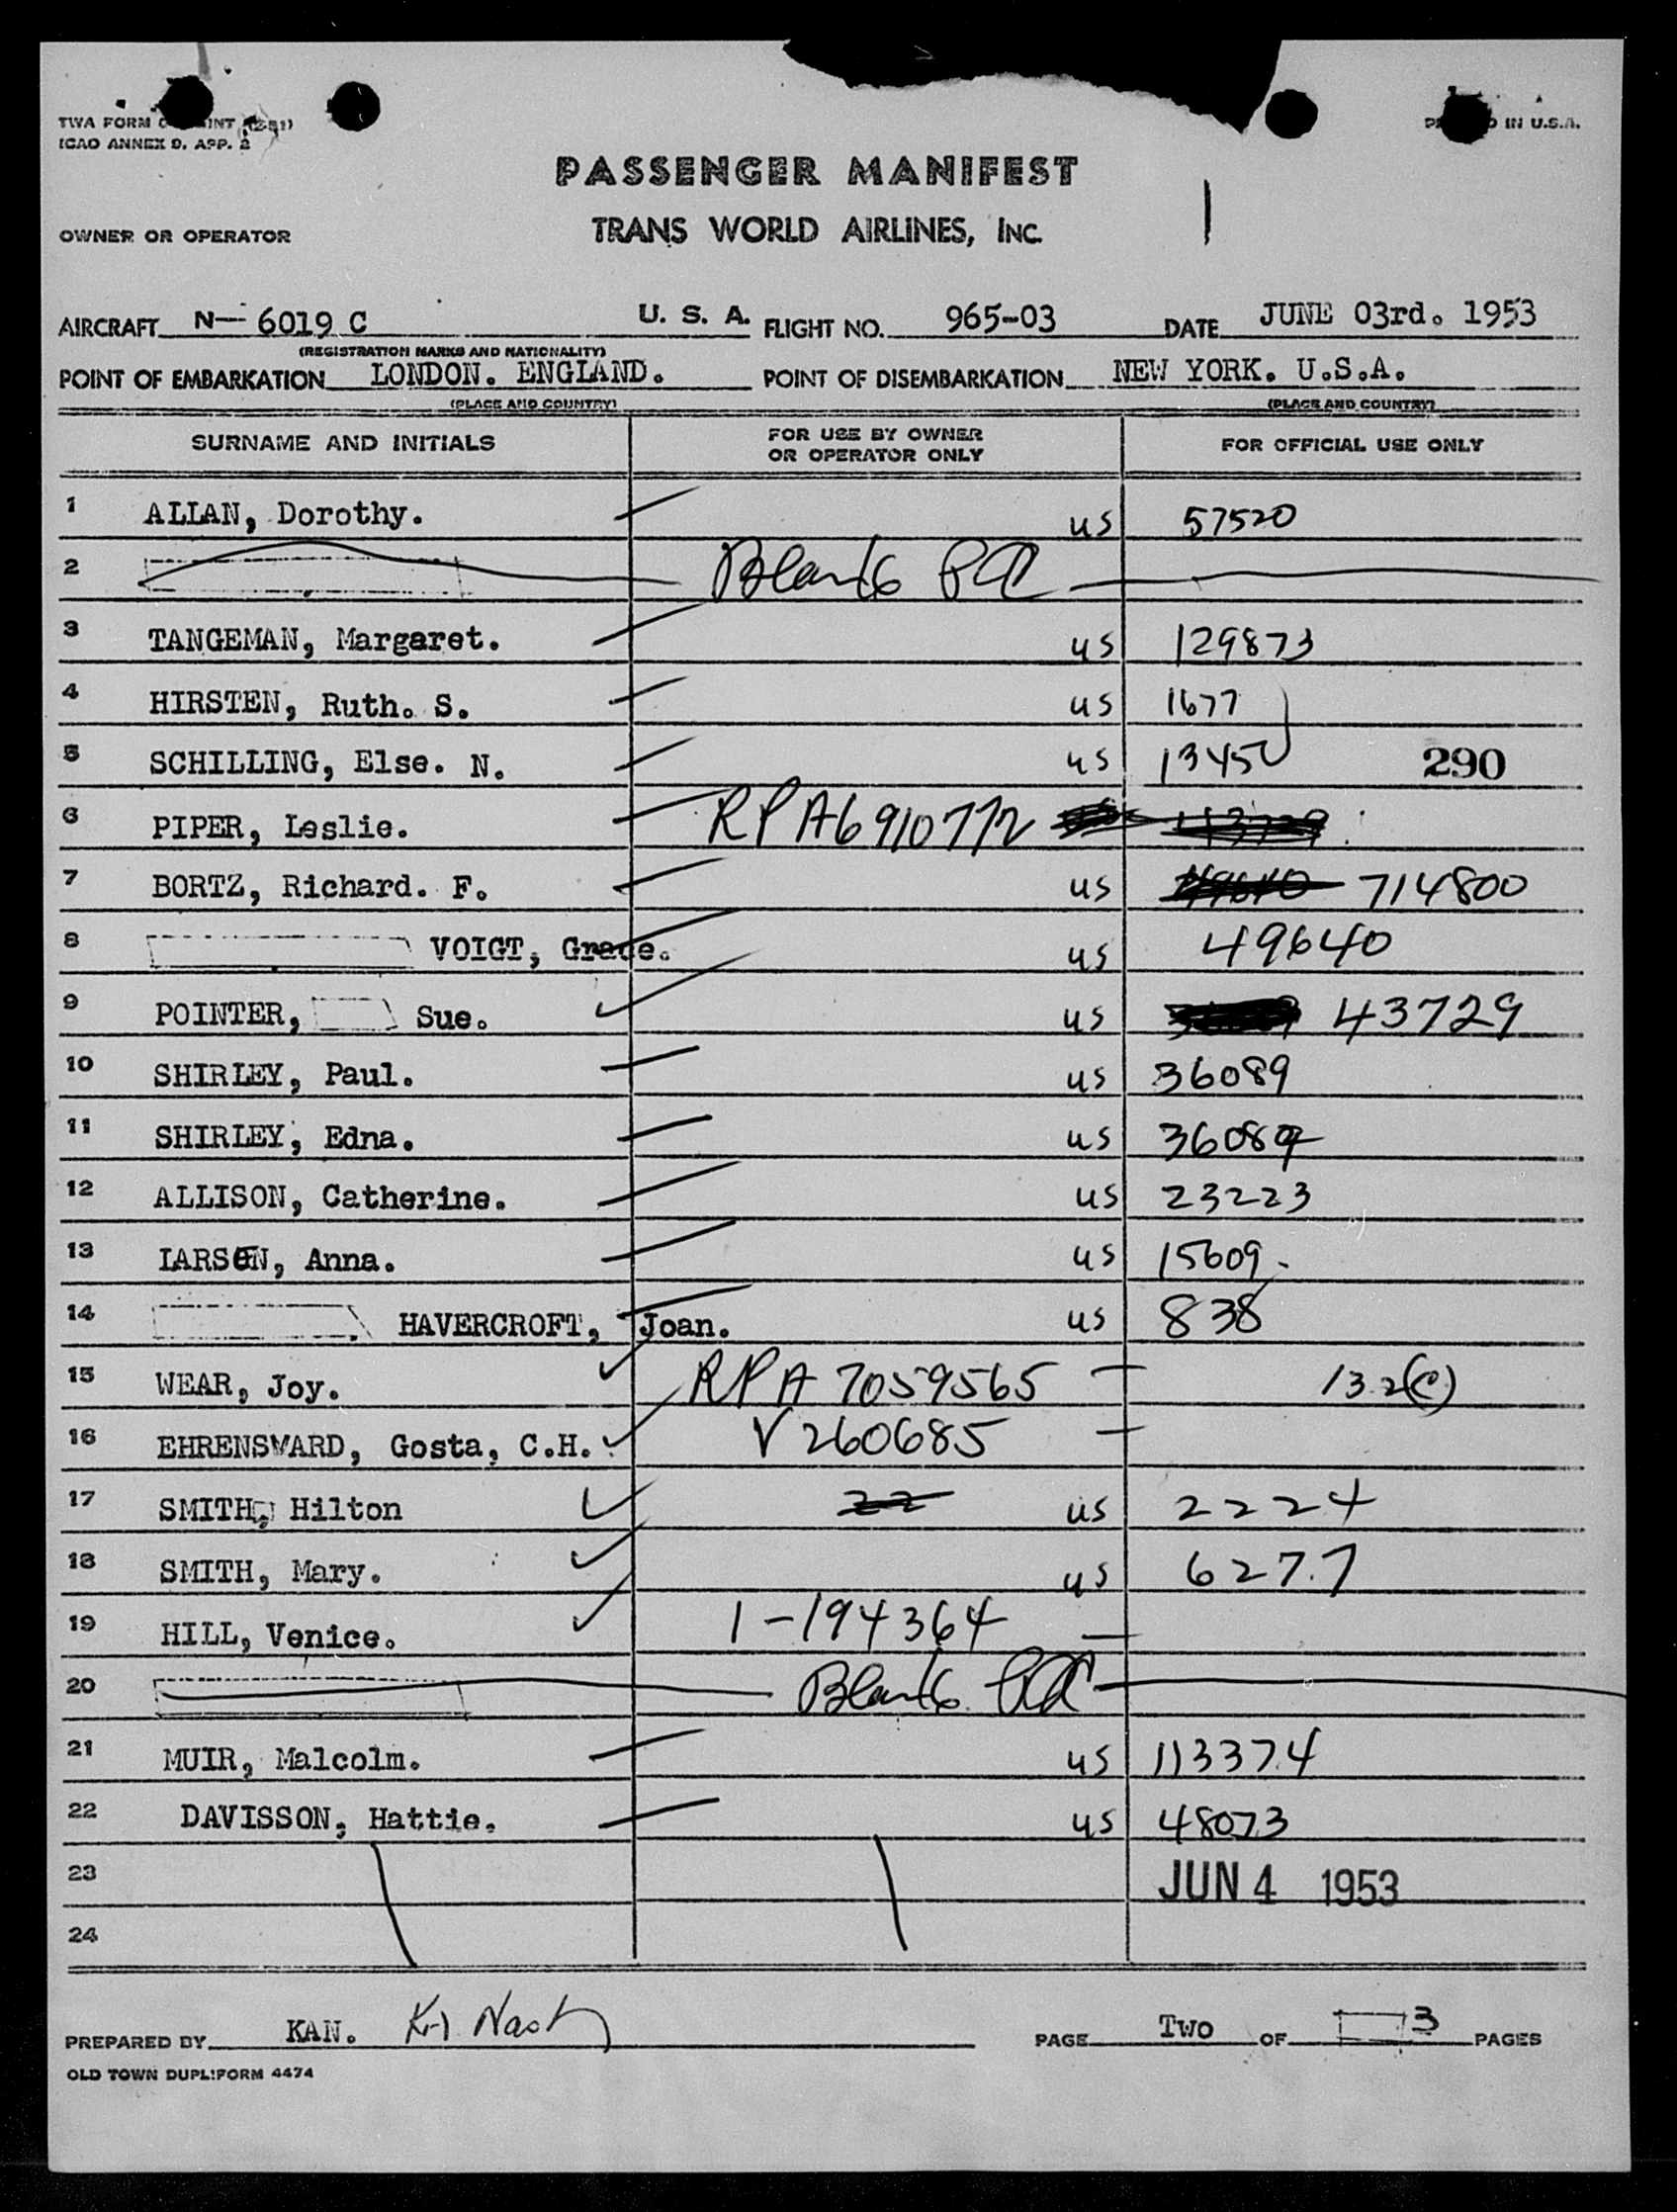 TWA FORM
ICAO ANNEX 9. APP. 2
IN U.S.A.
PASSENGER MANIFEST
OWNER OR OPERATOR TRANS WORLD AIRLINES, INC.
AIRCRAFT N- 6019 C U. S. A. FLIGHT NO. 965-03 DATE JUNE 03rd. 1953
(REGISTRATION MARKS AND NATIONALITY)
POINT OF EMBARKATION LONDON. ENGLAND. POINT OF DISEMBARKATION NEW YORK. U.S.A.
(PLACE AND COUNTRY) (PLACE AND COUNTRY)
SURNAME AND INITIALS FOR USE BY OWNER OR OPERATOR ONLY FOR OFFICIAL USE ONLY
1 ALLAN, Dorothy. us 57520
2 Blank
3 TANGEMAN, Margaret. us 129873
4 HIRSTEN, Ruth. S. us 1677
5 SCHILLING, Else. N. us 1345 290
6 PIPER, Leslie. RPA6910772
7 BORTZ, Richard. F. us 714800
8 VOIGT, Grace. us 49640
9 POINTER, Sue. us 43729
10 SHIRLEY, Paul. us 36089
11 SHIRLEY, Edna. us 36089
12 ALLISON, Catherine. us 23223
13 LARSEN, Anna. us 15609
14 HAVERCROFT, Joan. us 838
15 WEAR, Joy. RPA 7059565 13.2(c)
16 EHRENSVARD, Gosta, C.H. V260685
17 SMITH, Hilton 22 us 2224
18 SMITH, Mary. us 6277
19 HILL, Venice. 1-194364
20 Blank
21 MUIR, Malcolm. us 113374
22 DAVISSON, Hattie. us 48073
23 JUN 4 1953
24
PREPARED BY KAN. PAGE TWO OF 3 PAGES
OLD TOWN DUPLIFORM 4474